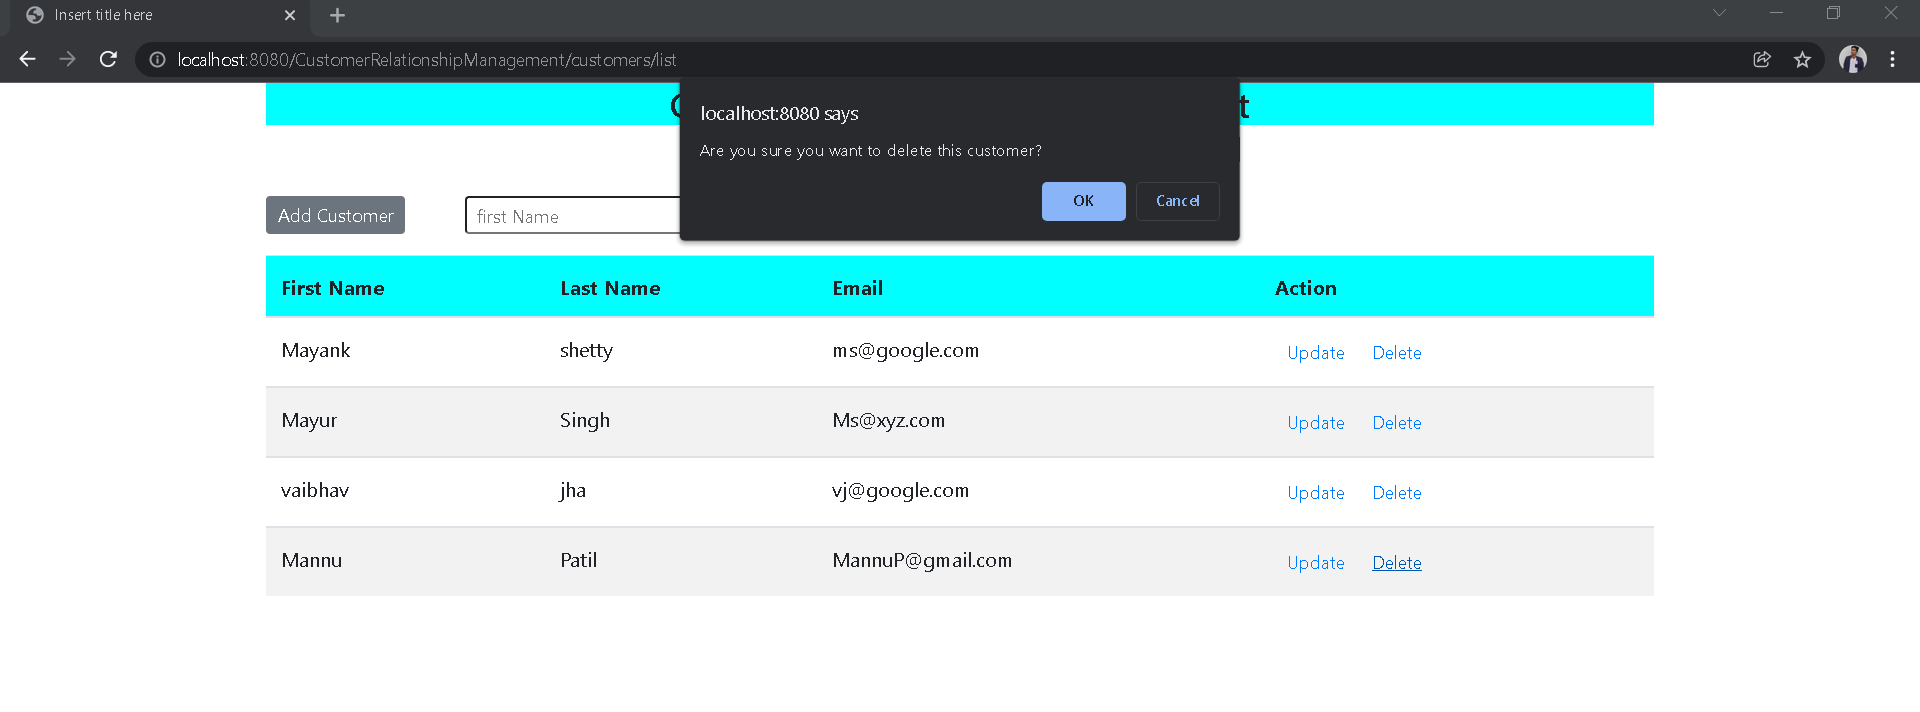 Insert title here
localhost:8080/CustomerRelationshipManagement/customers/list
localhost:8080 says
Are you sure you want to delete this customer?
OK Cancel
Add Customer first Name
First Name Last Name Email Action
Mayank shetty ms@google.com Update Delete
Mayur Singh Ms@xyz.com Update Delete
vaibhav jha vj@google.com Update Delete
Mannu Patil MannuP@gmail.com Update Delete